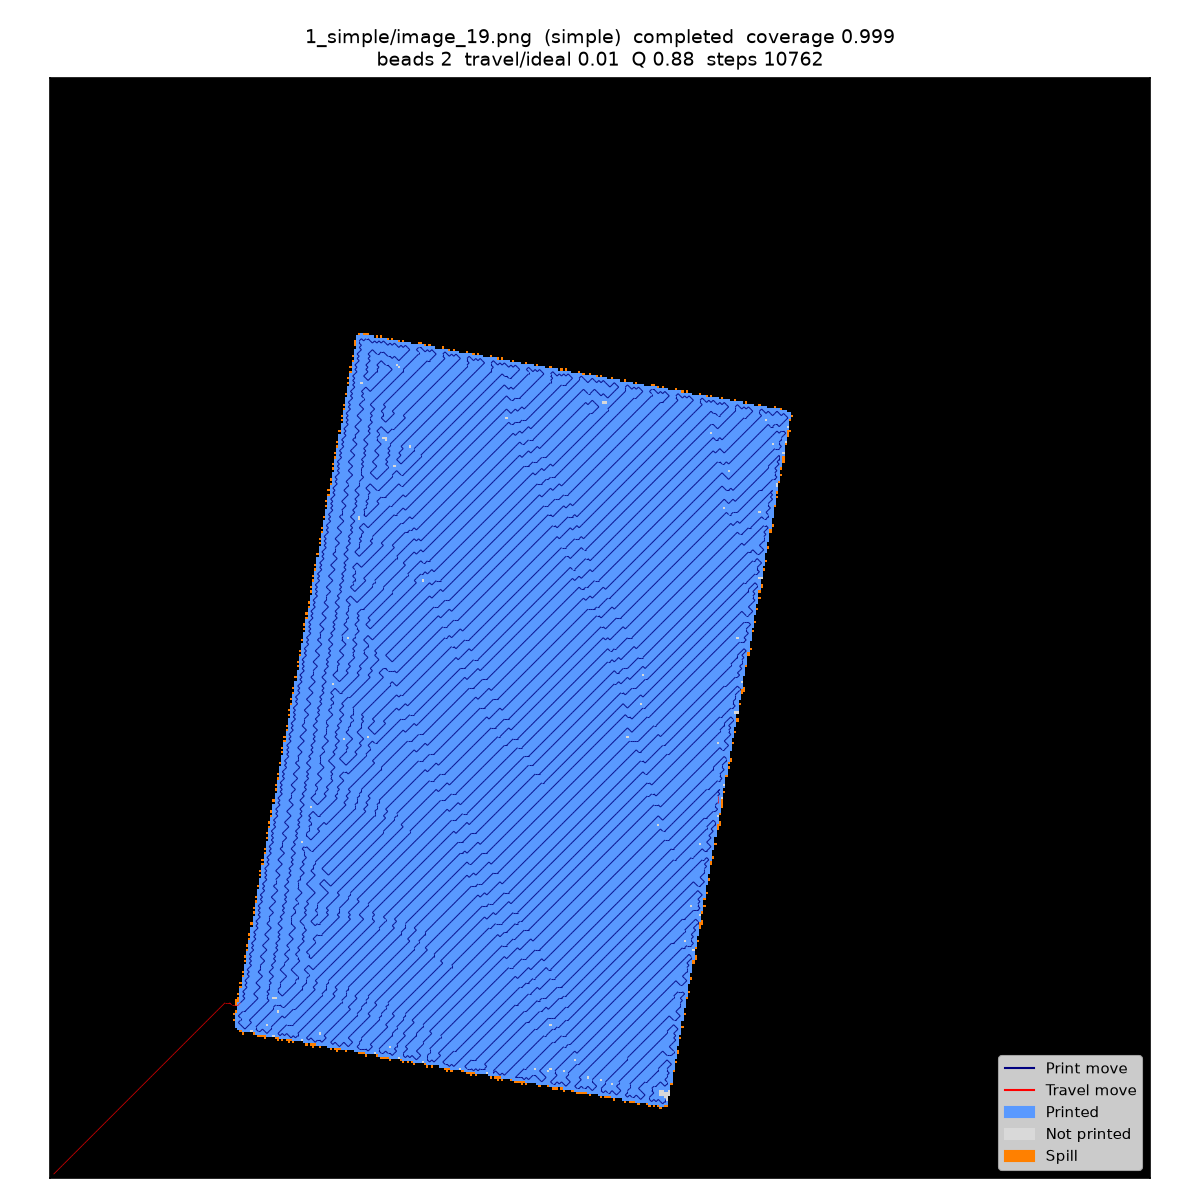 1_simple/image_19.png  (simple)  completed  coverage 0.999
beads 2  travel/ideal 0.01  Q 0.88  steps 10762
Print move
Travel move
Printed
Not printed
Spill